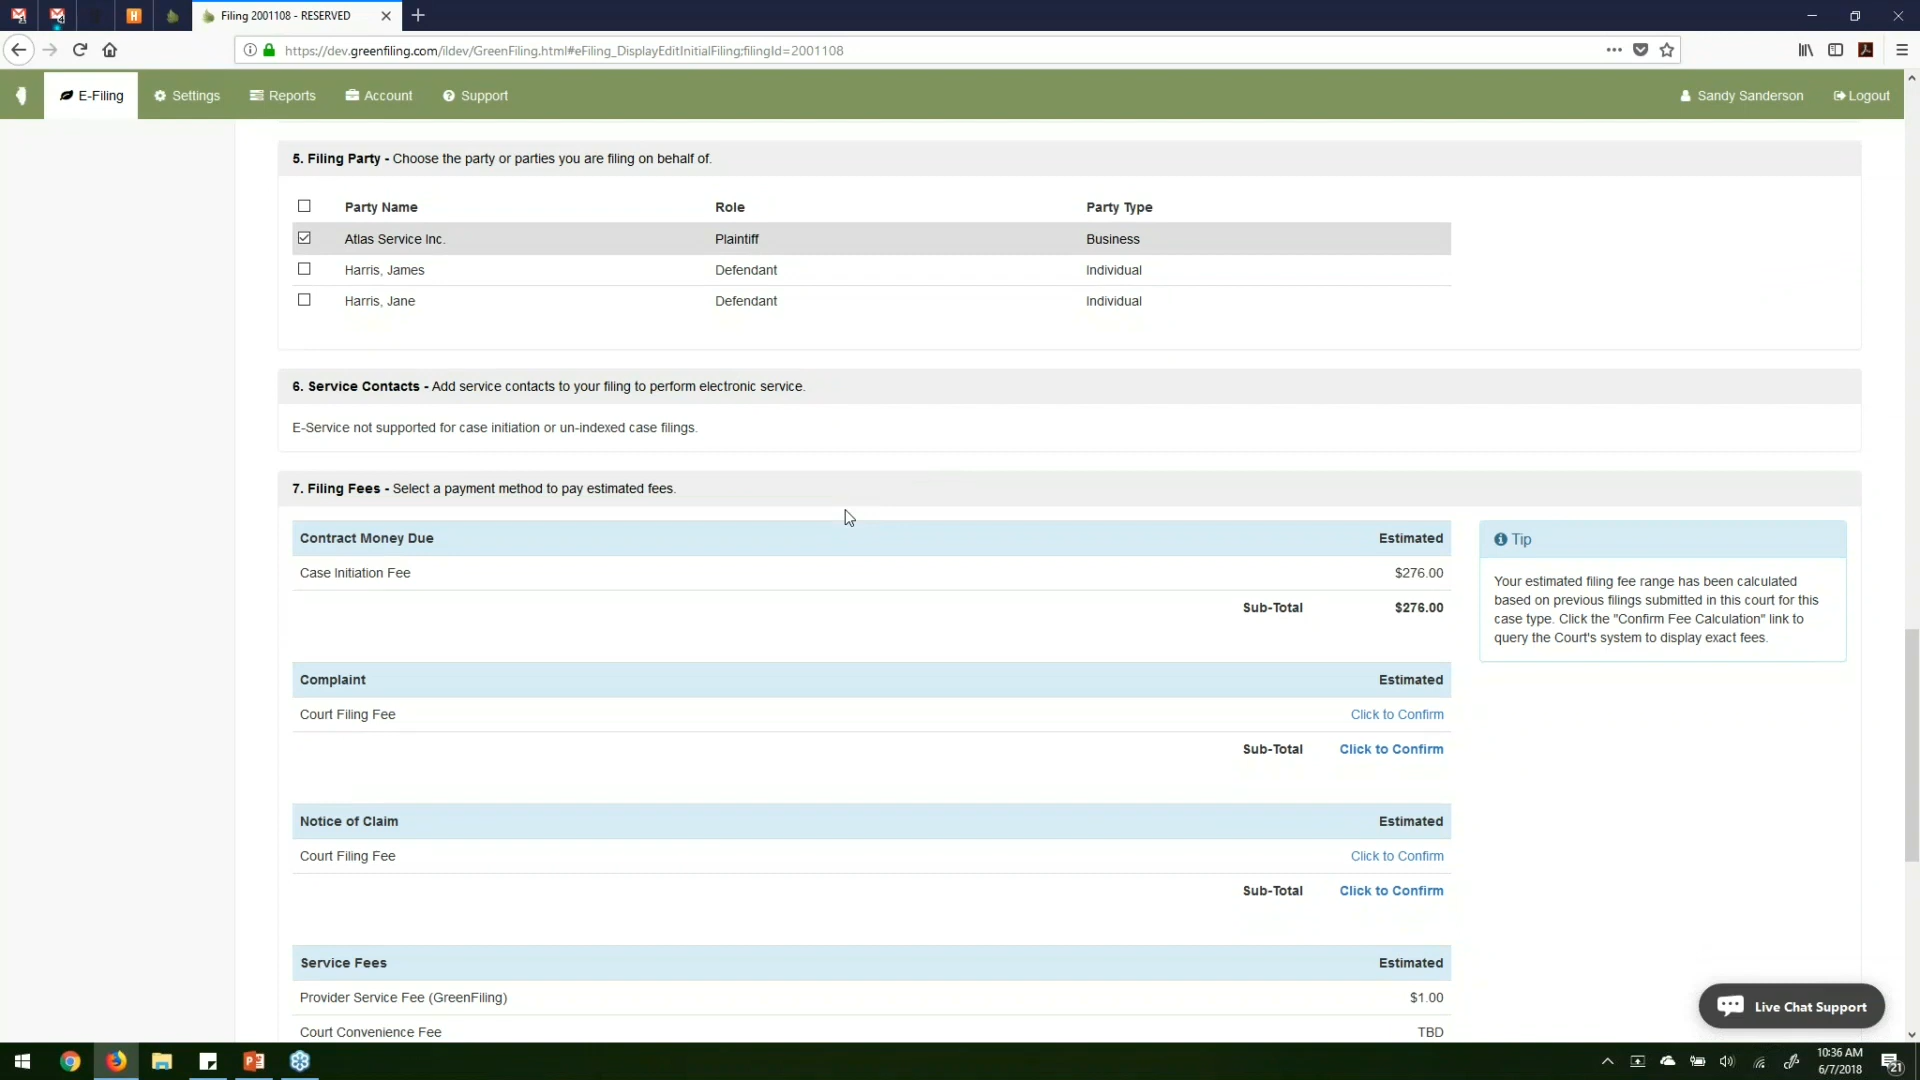 Filing 2001108 - RESERVED
https://dev.greenfiling.com/ildev/GreenFiling.html#eFiling_DisplayEditInitialFiling;filingId=2001108
E-Filing Settings Reports Account Support Sandy Sanderson Logout
5. Filing Party - Choose the party or parties you are filing on behalf of.
Party Name Role Party Type
Atlas Service Inc. Plaintiff Business
Harris, James Defendant Individual
Harris, Jane Defendant Individual
6. Service Contacts - Add service contacts to your filing to perform electronic service.
E-Service not supported for case initiation or un-indexed case filings.
7. Filing Fees - Select a payment method to pay estimated fees.
Contract Money Due Estimated
Case Initiation Fee $276.00
Sub-Total $276.00
Tip
Your estimated filing fee range has been calculated
based on previous filings submitted in this court for this
case type. Click the "Confirm Fee Calculation" link to
query the Court's system to display exact fees.
Complaint Estimated
Court Filing Fee Click to Confirm
Sub-Total Click to Confirm
Notice of Claim Estimated
Court Filing Fee Click to Confirm
Sub-Total Click to Confirm
Service Fees Estimated
Provider Service Fee (GreenFiling) $1.00
Court Convenience Fee TBD
Live Chat Support
10:36 AM
6/7/2018
21